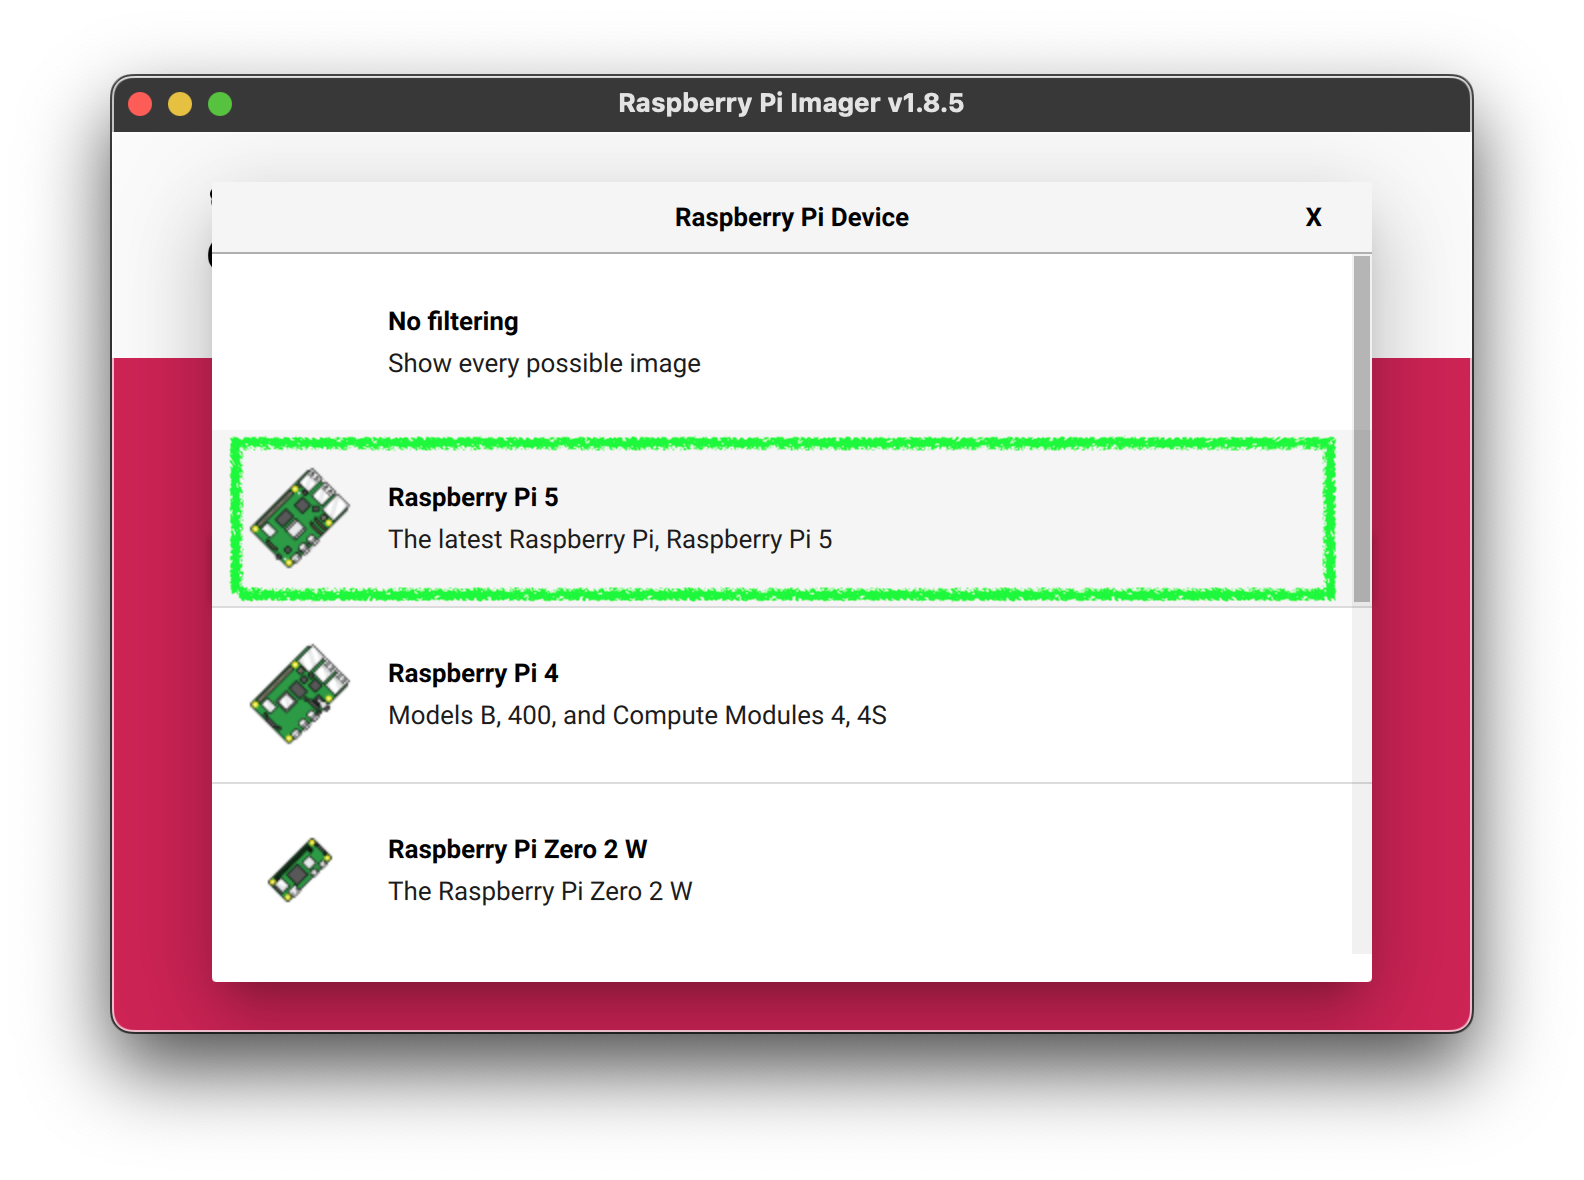 Raspberry Pi Imager v1.8.5
Raspberry Pi Device
X
No filtering
Show every possible image
Raspberry Pi 5
The latest Raspberry Pi, Raspberry Pi 5
Raspberry Pi 4
Models B, 400, and Compute Modules 4, 4S
Raspberry Pi Zero 2 W
The Raspberry Pi Zero 2 W